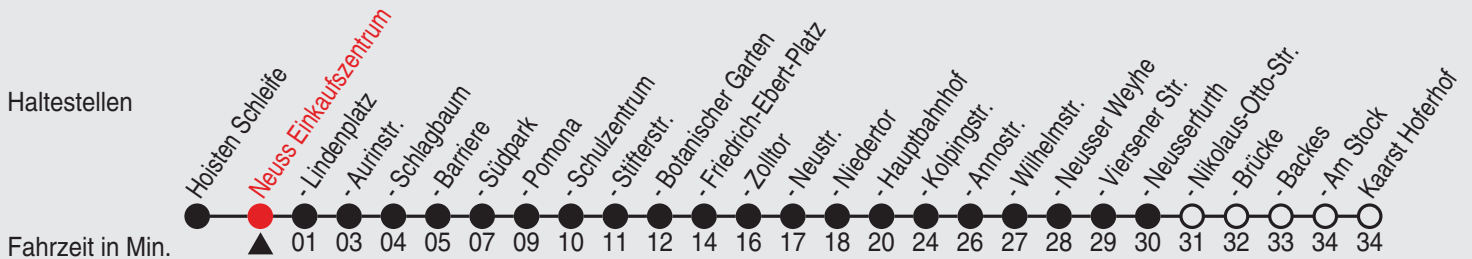 Haltestellen
Hoisten Schleife
Neuss Einkaufszentrum
- Lindenplatz
- Aurinstr.
- Schlagbaum
- Barriere
- Südpark
- Pomona
- Schulzentrum
- Stifterstr.
- Botanischer Garten
- Friedrich-Ebert-Platz
- Zolltor
- Neustr.
- Niedertor
- Hauptbahnhof
- Kolpingstr.
- Annostr.
- Wilhelmstr.
- Neusser Weyhe
- Viersener Str.
- Neusserfurth
- Nikolaus-Otto-Str.
- Brücke
- Backes
- Am Stock
Kaarst Hoferhof
Fahrzeit in Min. 01 03 04 05 07 09 10 11 12 14 16 17 18 20 24 26 27 28 29 30 31 32 33 34 34